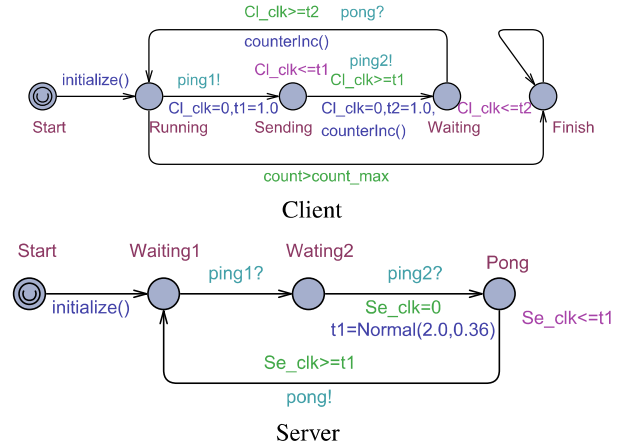 Cl_clk>=t2 pong?
counterInc()
ping2!
Cl_clk<=t1
initialize() ping1! Cl_clk>=t1
Cl_clk=0,t1=1.0 Cl_clk=0,t2=1.0, Cl_clk<=t2
Start Running Sending counterInc() Waiting Finish
count>count_max
Client
Start Waiting1 Wating2 Pong
ping1? ping2?
initialize() Se_clk=0 Se_clk<=t1
t1=Normal(2.0,0.36)
Se_clk>=t1
pong!
Server